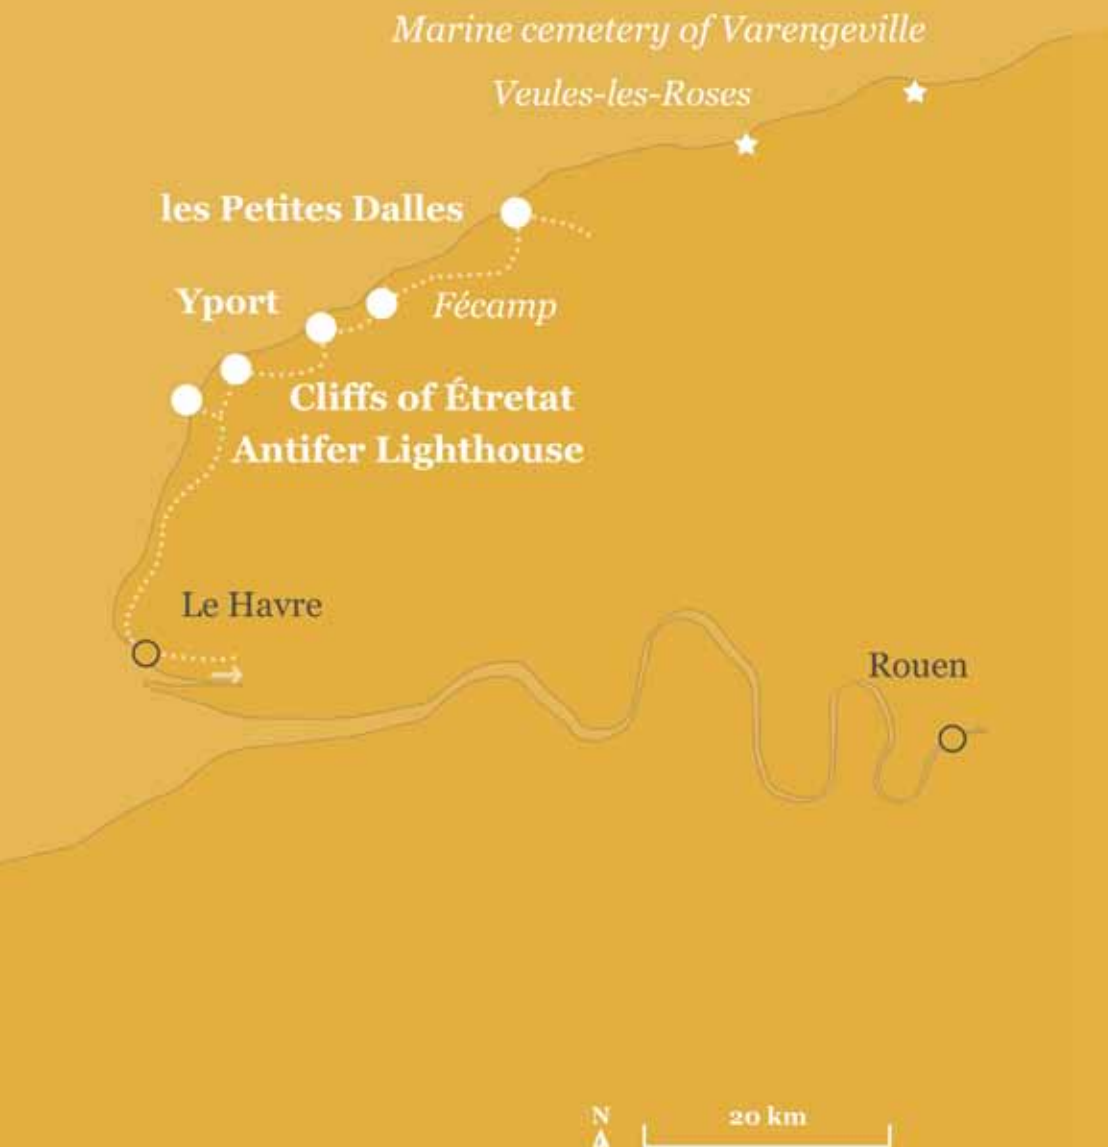 Marine cemetery of Varengeville
Veules-les-Roses
les Petites Dalles
Yport
Fécamp
Cliffs of Étretat
Antifer Lighthouse
Le Havre
Rouen
N
20 km